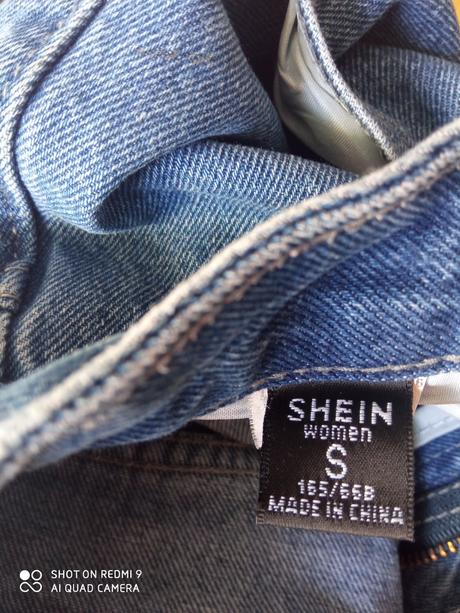 SHEIN
women
S
165/66B
MADE IN CHINA
SHOT ON REDMI 9
AI QUAD CAMERA